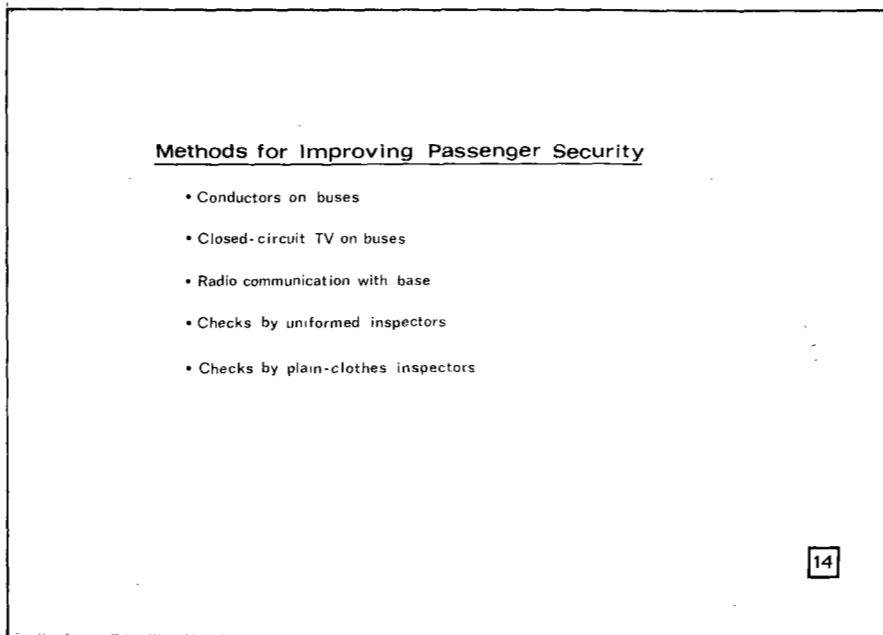 Methods for Improving Passenger Security
• Conductors on buses
• Closed-circuit TV on buses
• Radio communication with base
• Checks by uniformed inspectors
• Checks by plain-clothes inspectors
14